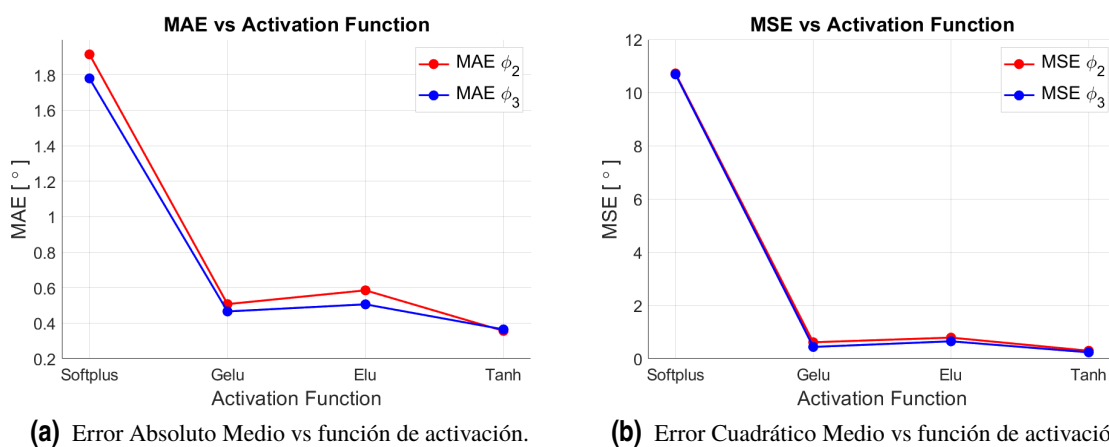 MAE vs Activation Function
MAE ϕ2
MAE ϕ3
1.8
1.6
1.4
1.2
1
0.8
0.6
0.4
0.2
MAE [ ° ]
Softplus Gelu Elu Tanh
Activation Function
(a) Error Absoluto Medio vs función de activación.
MSE vs Activation Function
MSE ϕ2
MSE ϕ3
12
10
8
6
4
2
0
MSE [ ° ]
Softplus Gelu Elu Tanh
Activation Function
(b) Error Cuadrático Medio vs función de activació